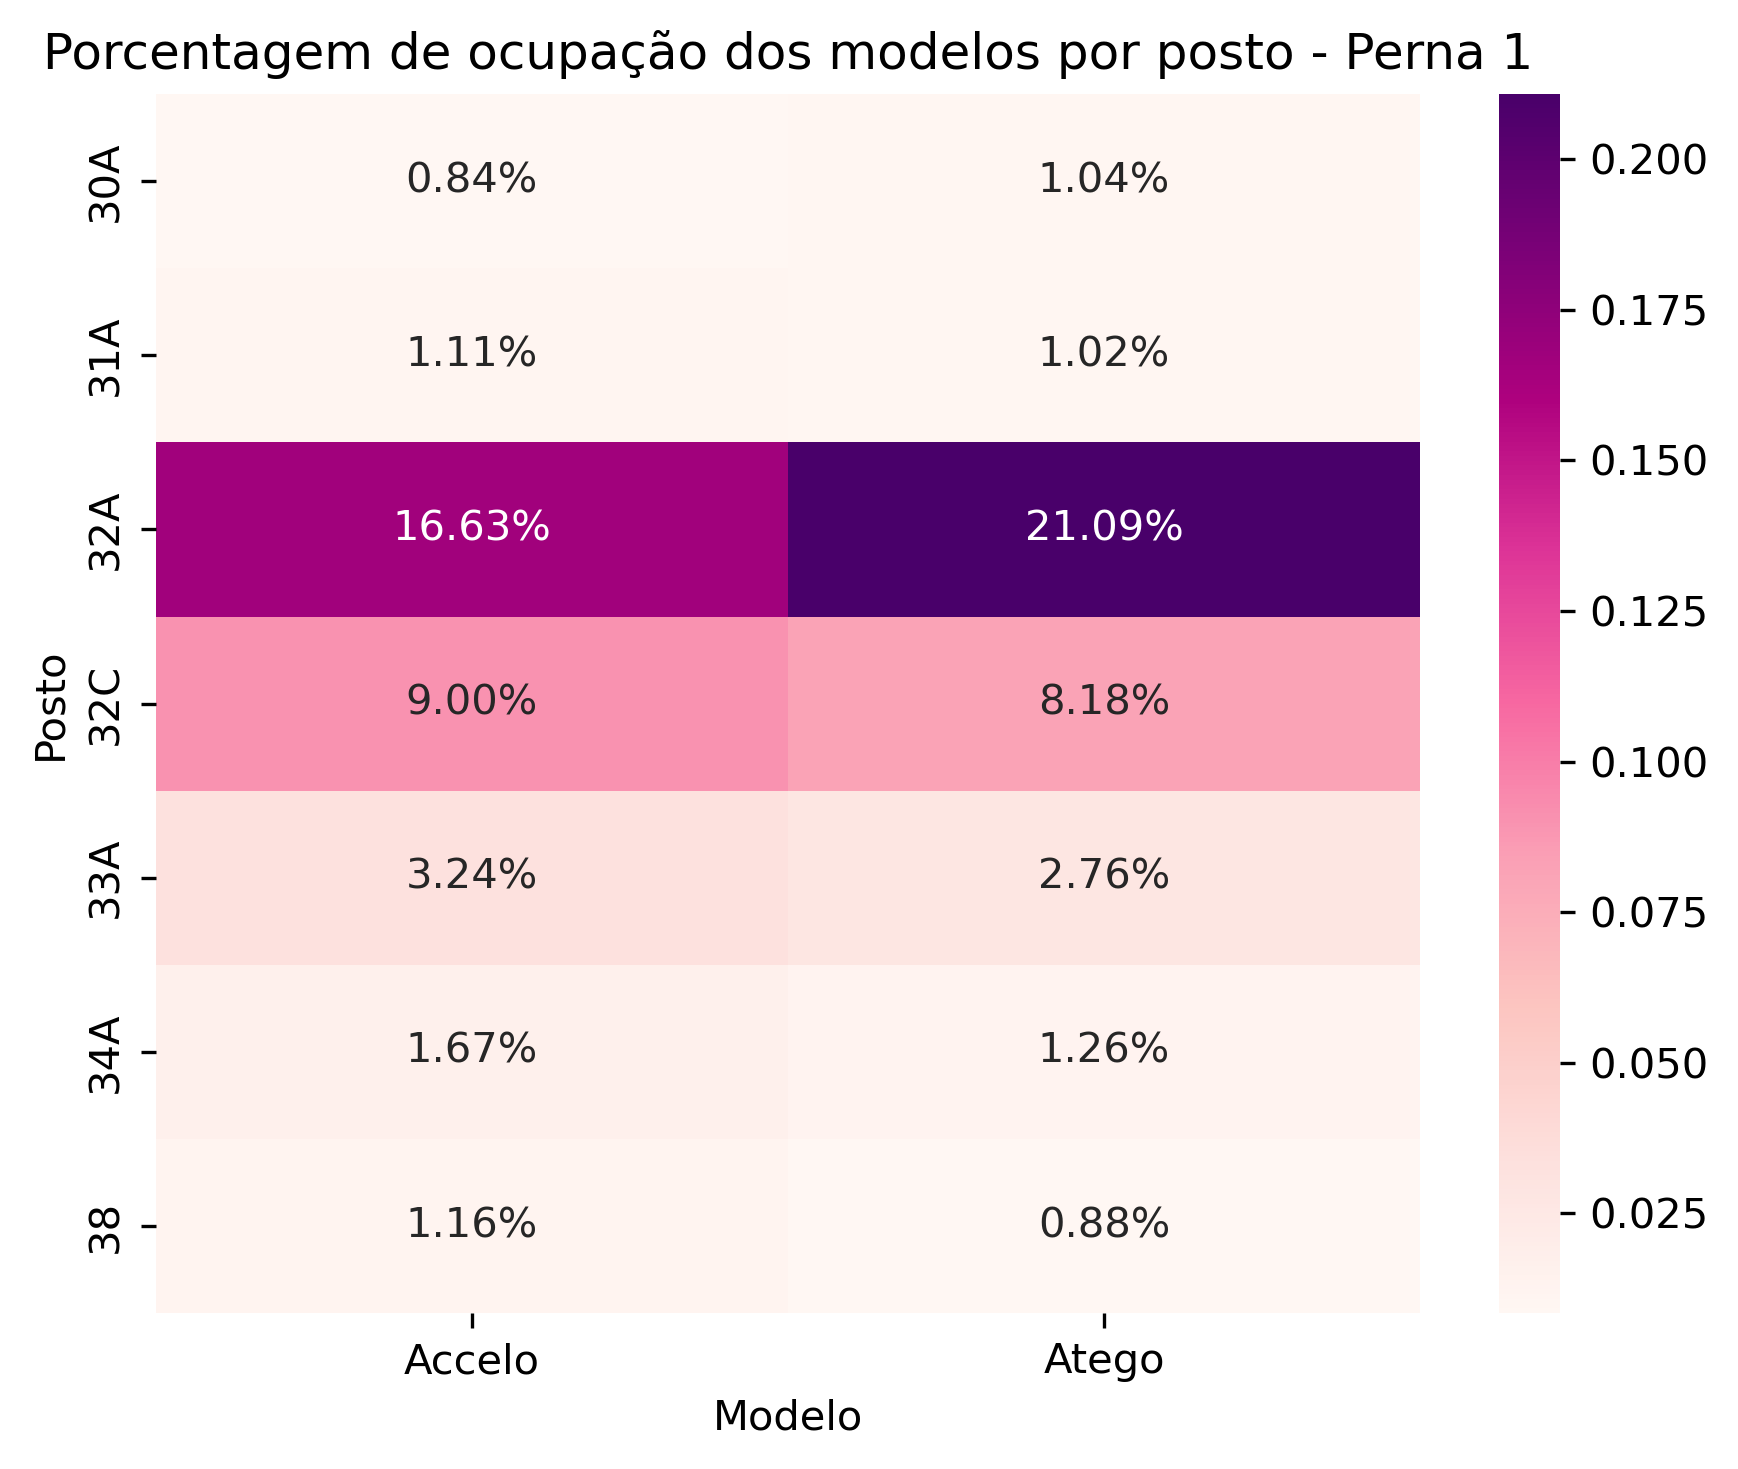 Porcentagem de ocupação dos modelos por posto - Perna 1
30A
0.84%
1.04%
31A
1.11%
1.02%
32A
16.63%
21.09%
32C
9.00%
8.18%
33A
3.24%
2.76%
34A
1.67%
1.26%
38
1.16%
0.88%
Posto
Accelo
Atego
Modelo
0.200
0.175
0.150
0.125
0.100
0.075
0.050
0.025